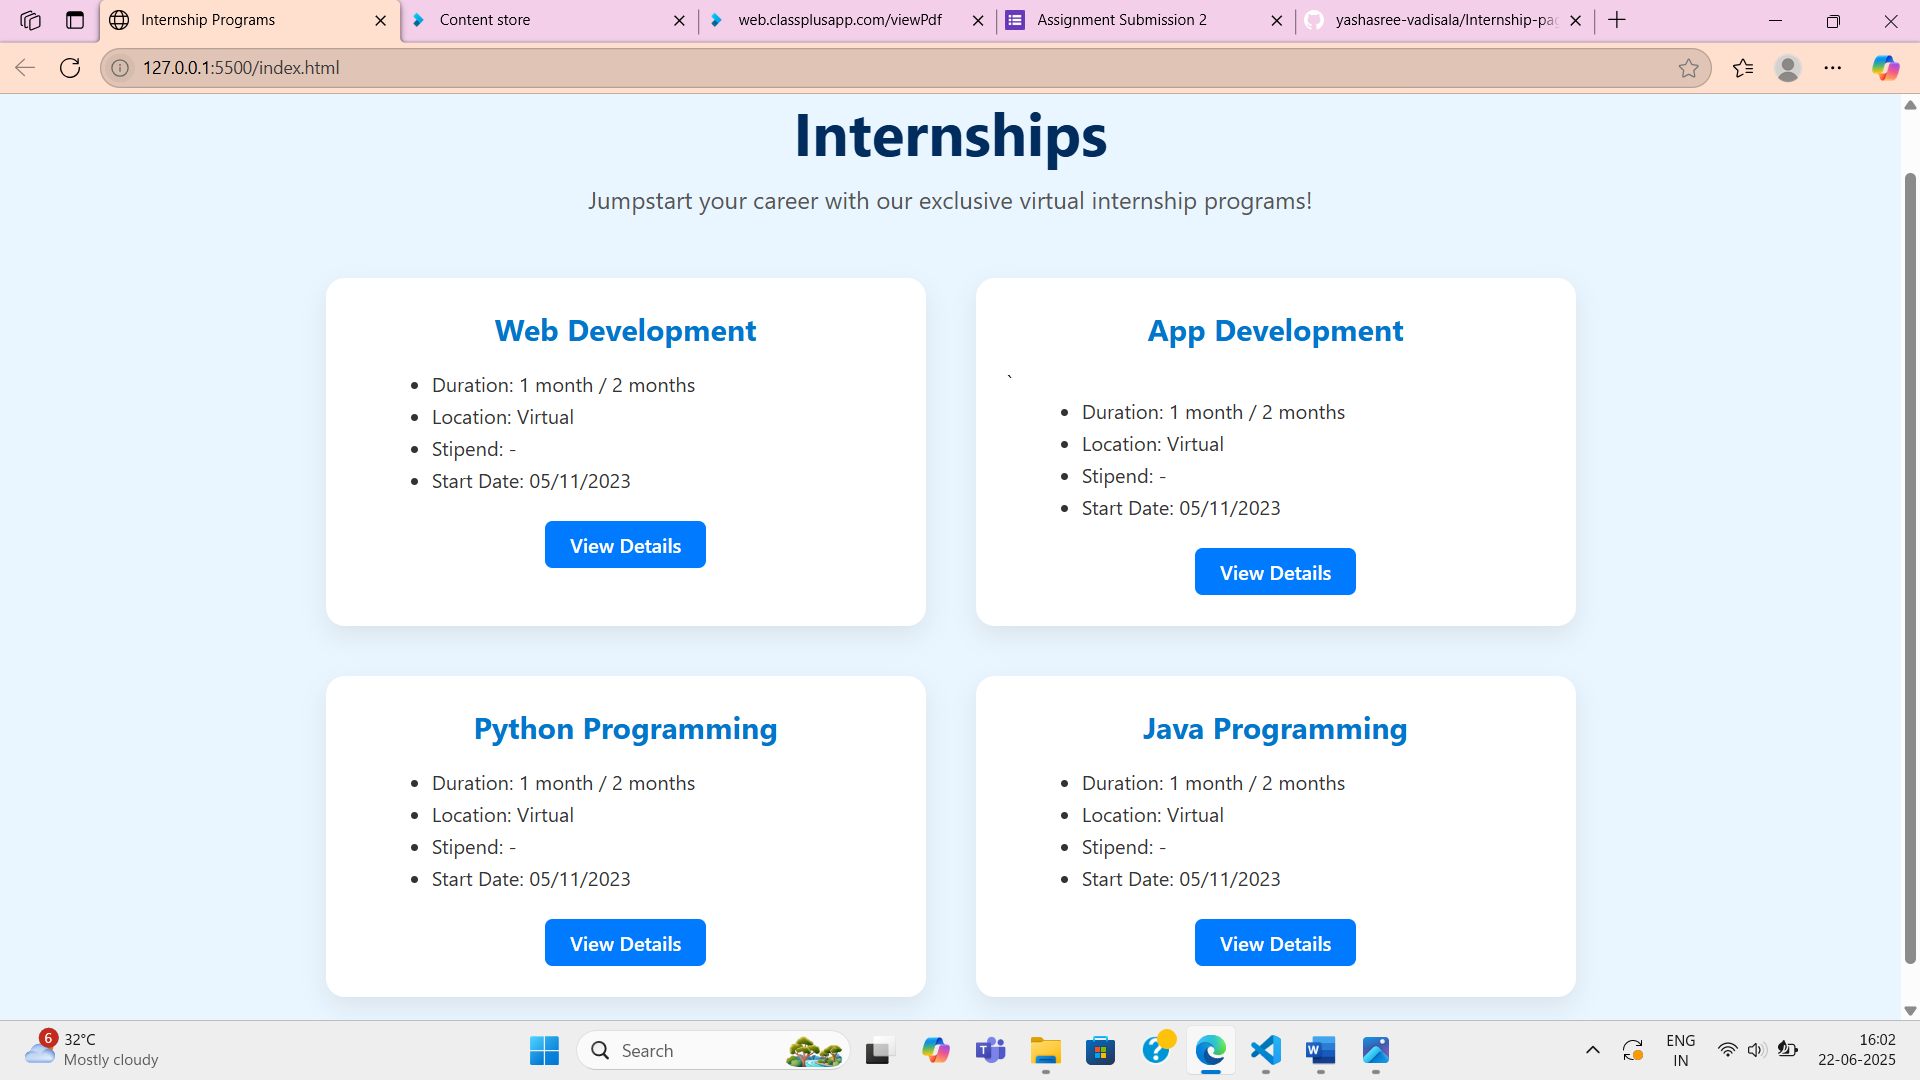 Internship Programs
Content store
web.classplusapp.com/viewPdf
Assignment Submission 2
yashasree-vadisala/Internship-pag
127.0.0.1:5500/index.html
Internships
Jumpstart your career with our exclusive virtual internship programs!
Web Development
Duration: 1 month / 2 months
Location: Virtual
Stipend: -
Start Date: 05/11/2023
View Details
App Development
`
Duration: 1 month / 2 months
Location: Virtual
Stipend: -
Start Date: 05/11/2023
View Details
Python Programming
Duration: 1 month / 2 months
Location: Virtual
Stipend: -
Start Date: 05/11/2023
View Details
Java Programming
Duration: 1 month / 2 months
Location: Virtual
Stipend: -
Start Date: 05/11/2023
View Details
6
32°C
Mostly cloudy
Search
ENG
IN
16:02
22-06-2025